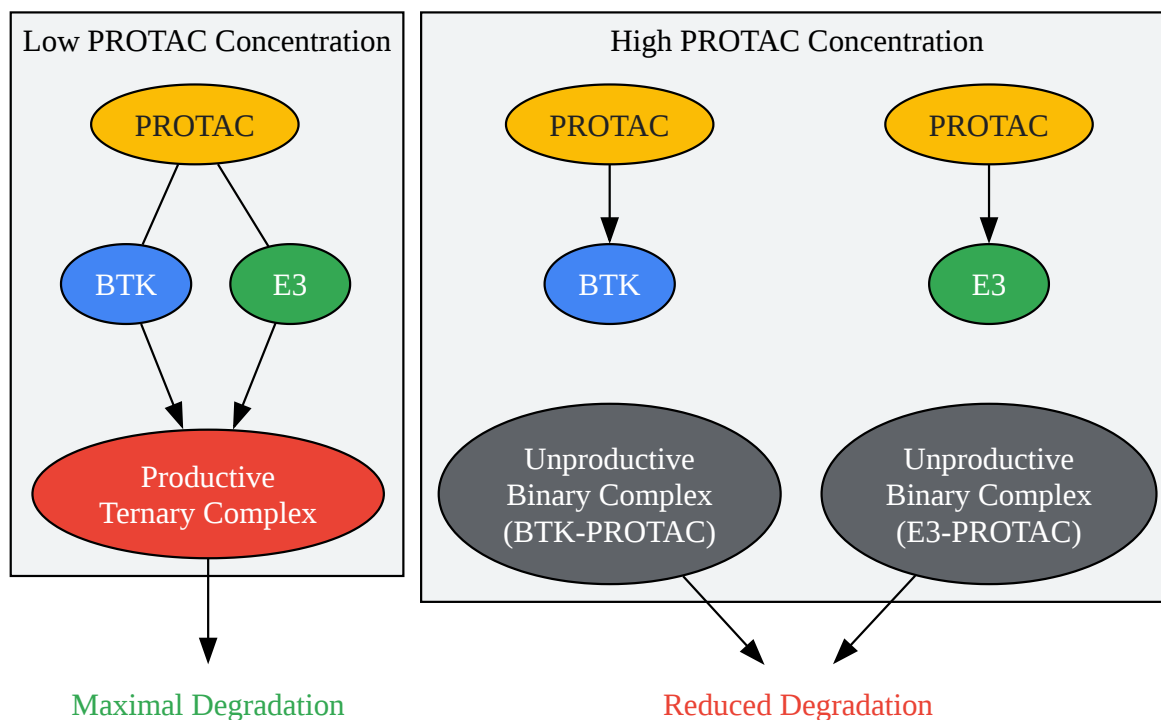 Low PROTAC Concentration
PROTAC
BTK
E3
Productive
Ternary Complex
Maximal Degradation
High PROTAC Concentration
PROTAC
PROTAC
BTK
E3
Unproductive
Binary Complex
(BTK-PROTAC)
Unproductive
Binary Complex
(E3-PROTAC)
Reduced Degradation